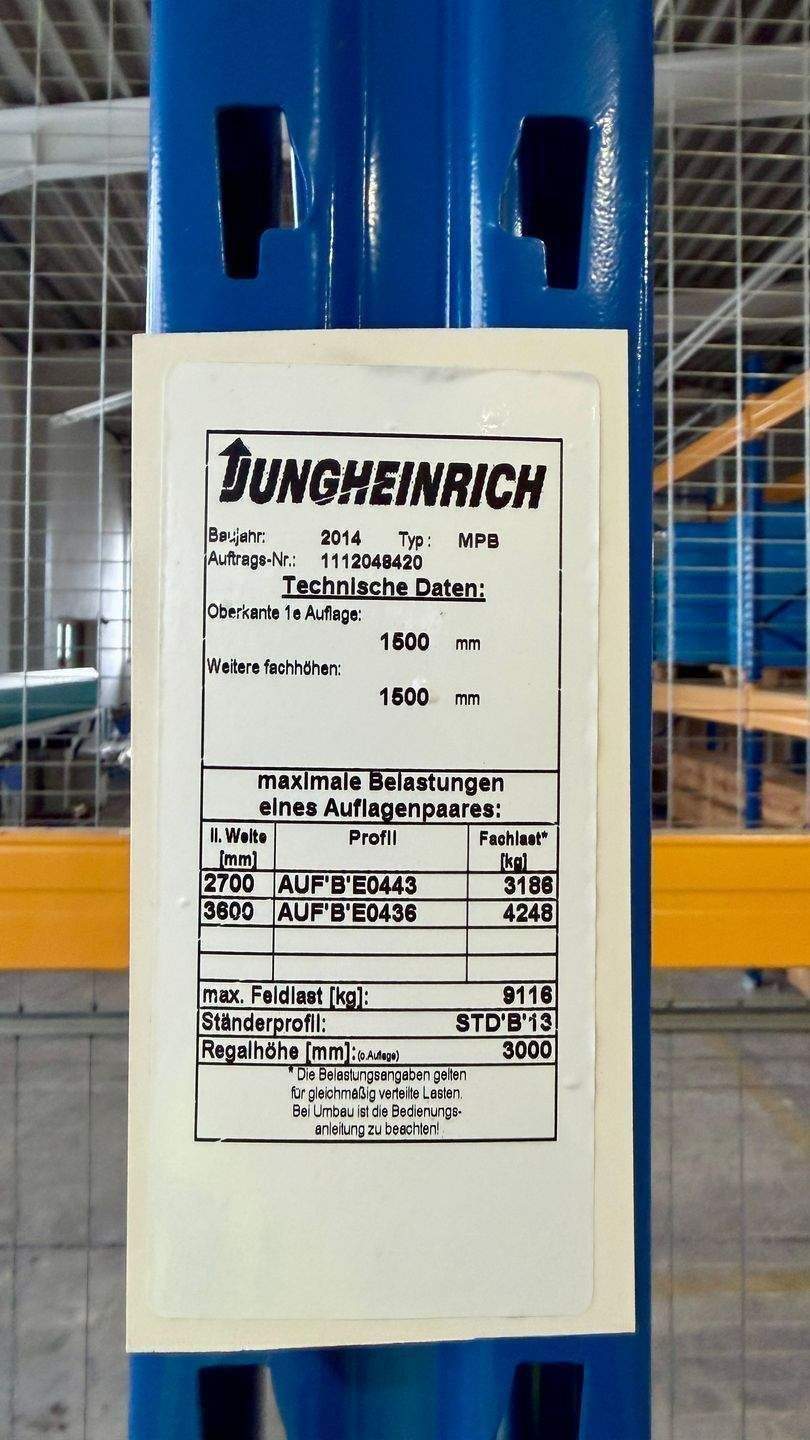 JUNGHEINRICH
Baujahr: 2014 Typ: MPB
Auftrags-Nr.: 1112048420
Technische Daten:
Oberkante 1e Auflage:
1500 mm
Weitere fachhöhen:
1500 mm
maximale Belastungen
eines Auflagenpaares:
li. Weite Profil Fachlast*
[mm] [kg]
2700 AUF'B'E0443 3186
3600 AUF'B'E0436 4248
max. Feldlast [kg]: 9116
Ständerprofil: STD'B'13
Regalhöhe [mm]:(o.Auflage) 3000
* Die Belastungsangaben gelten
für gleichmäßig verteilte Lasten.
Bei Umbau ist die Bedienungs-
anleitung zu beachten!